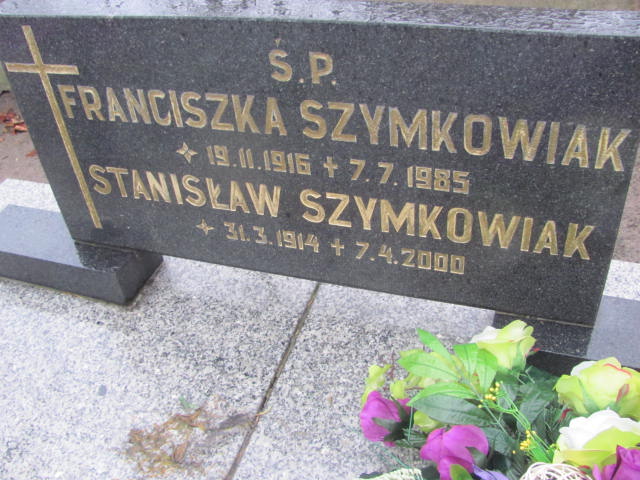 Ś.P.
FRANCISZKA SZYMKOWIAK
19.11.1916 + 7.7.1985
STANISŁAW SZYMKOWIAK
31.3.1914 + 7.4.2000